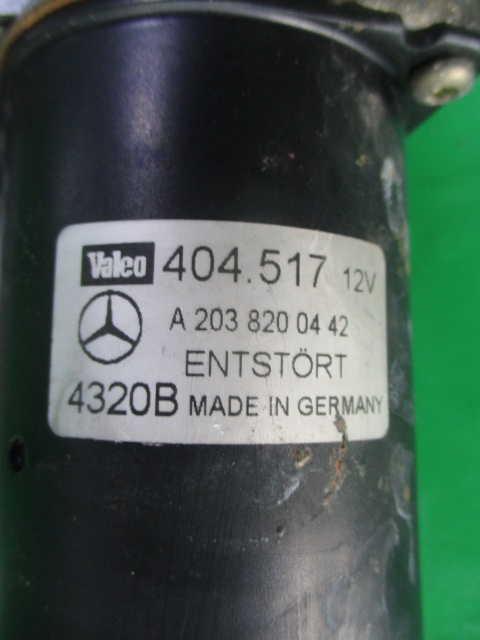 Valeo 404.517 12V
A 203 820 04 42
ENTSTÖRT
4320B MADE IN GERMANY